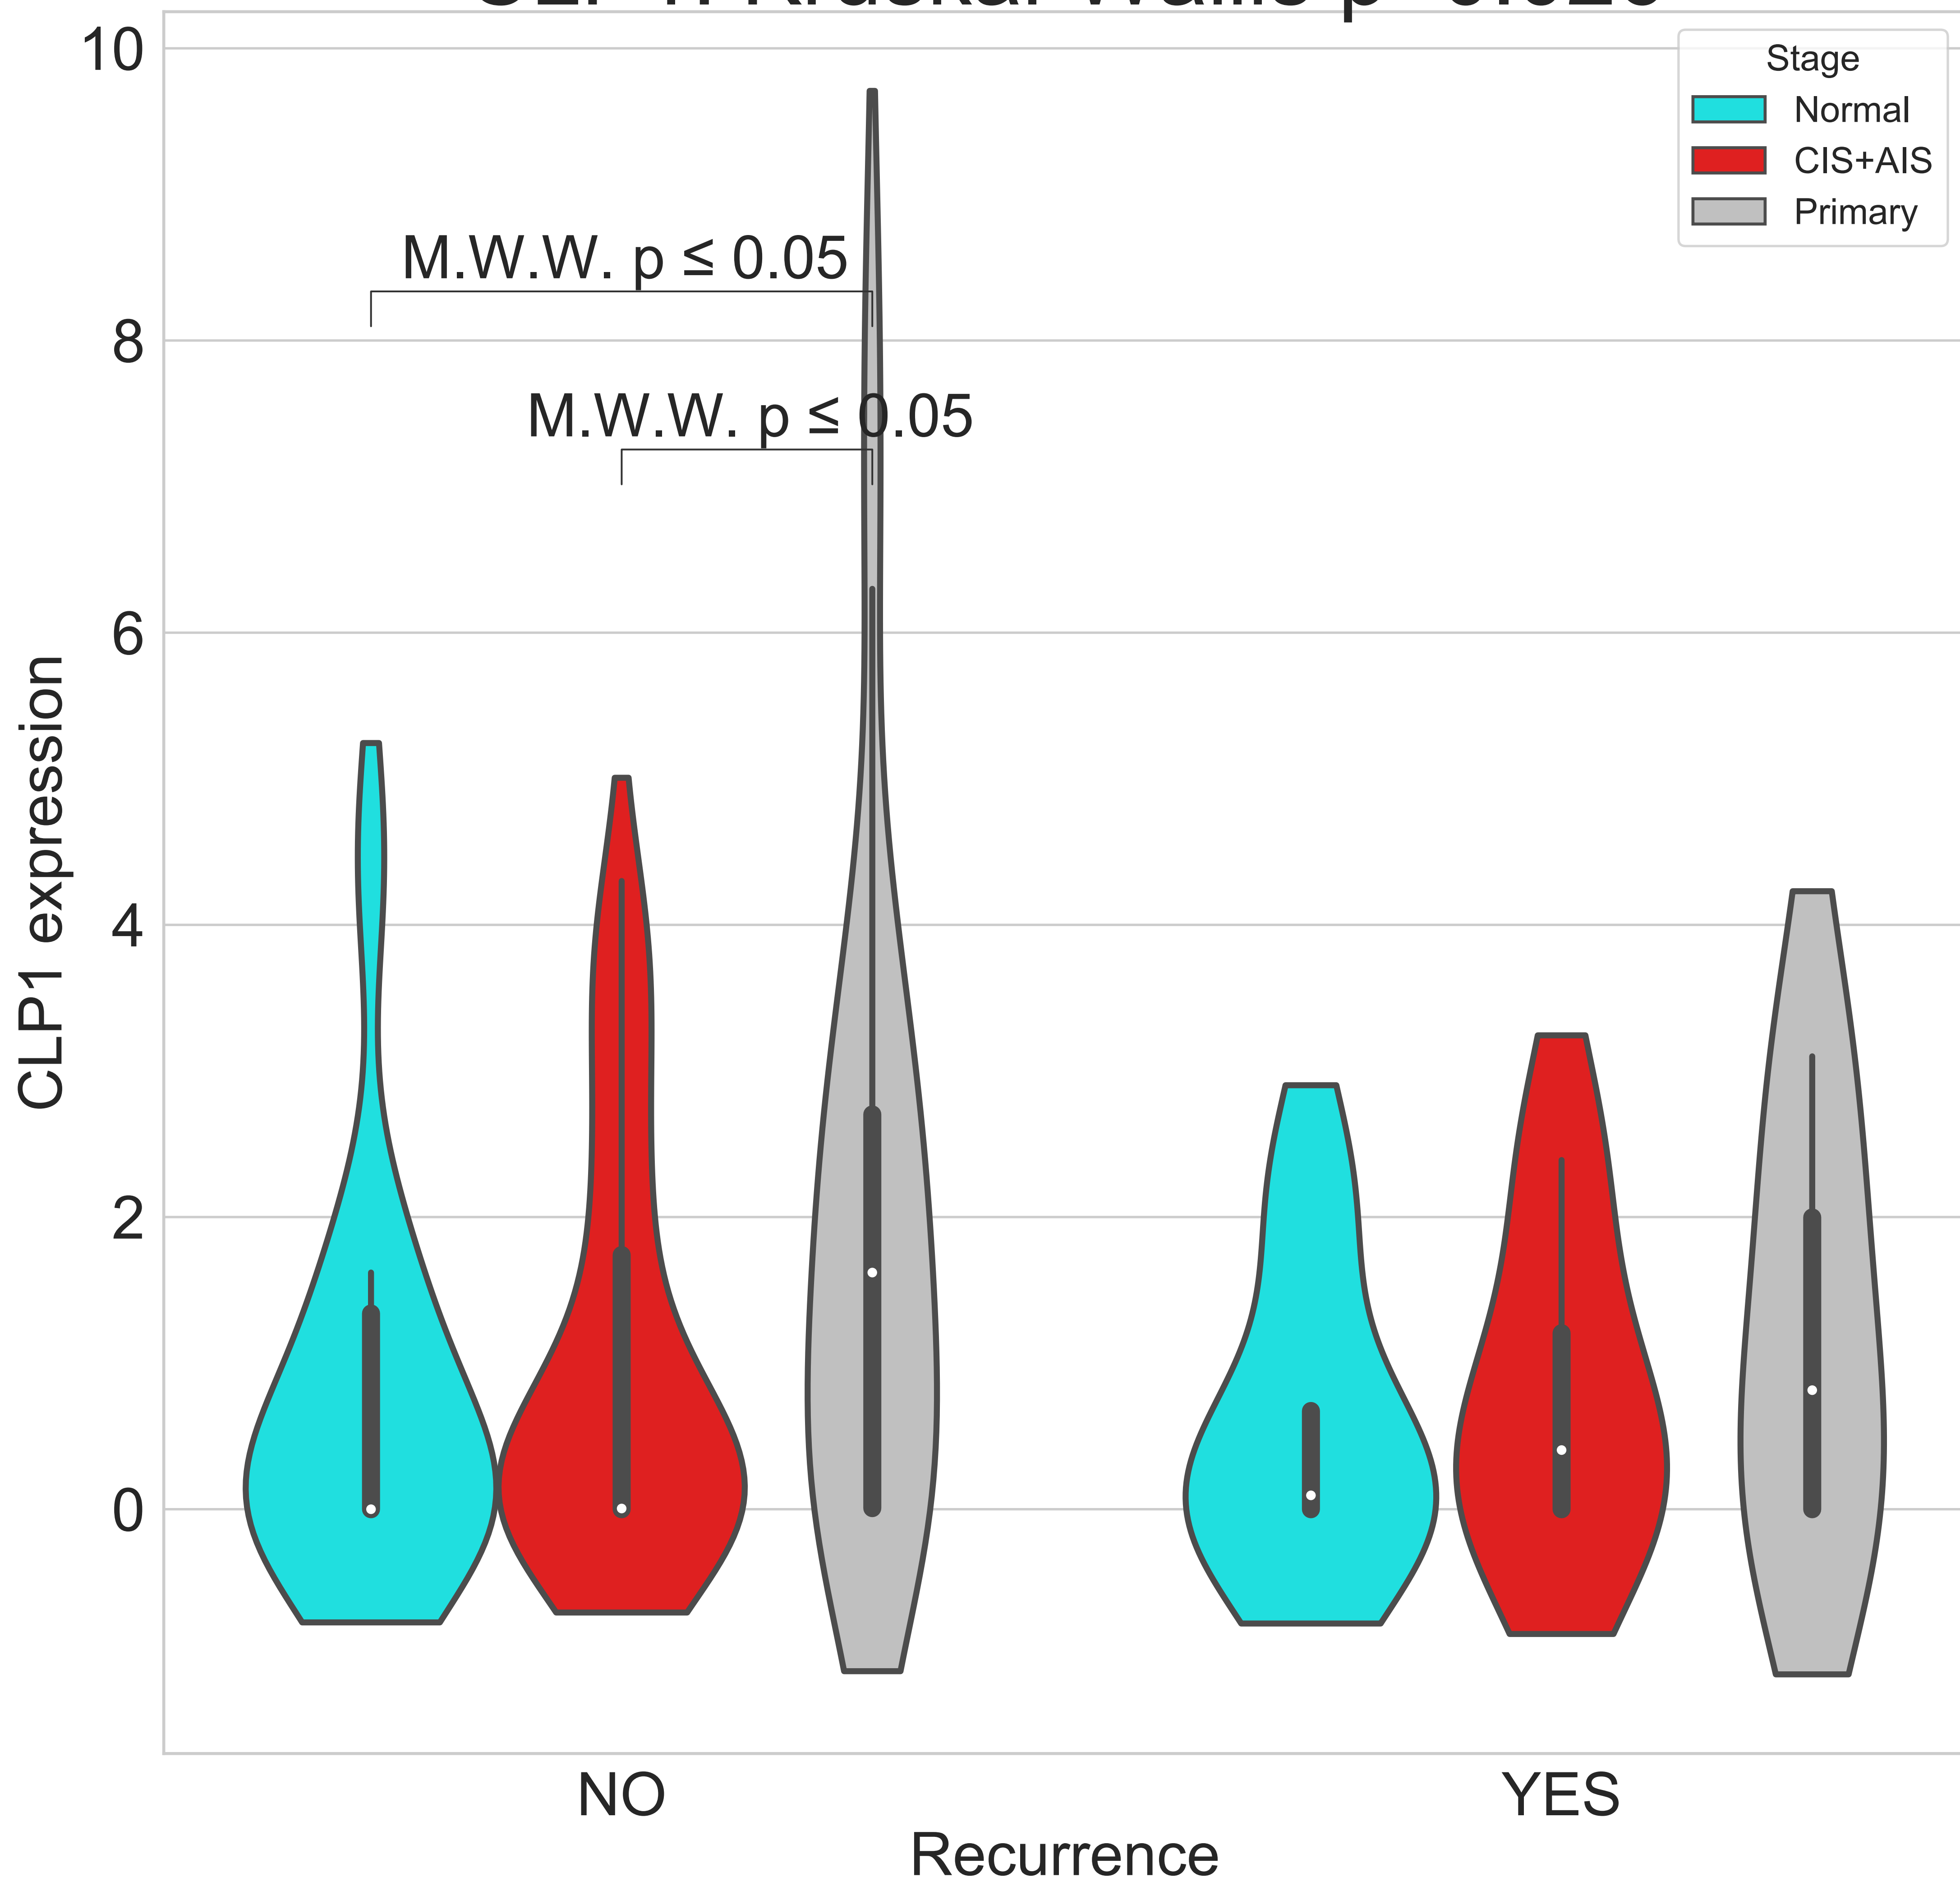 10
8
6
4
2
0
CLP1 expression
Stage
Normal
CIS+AIS
Primary
M.W.W. p ≤ 0.05
M.W.W. p ≤ 0.05
NO
YES
Recurrence